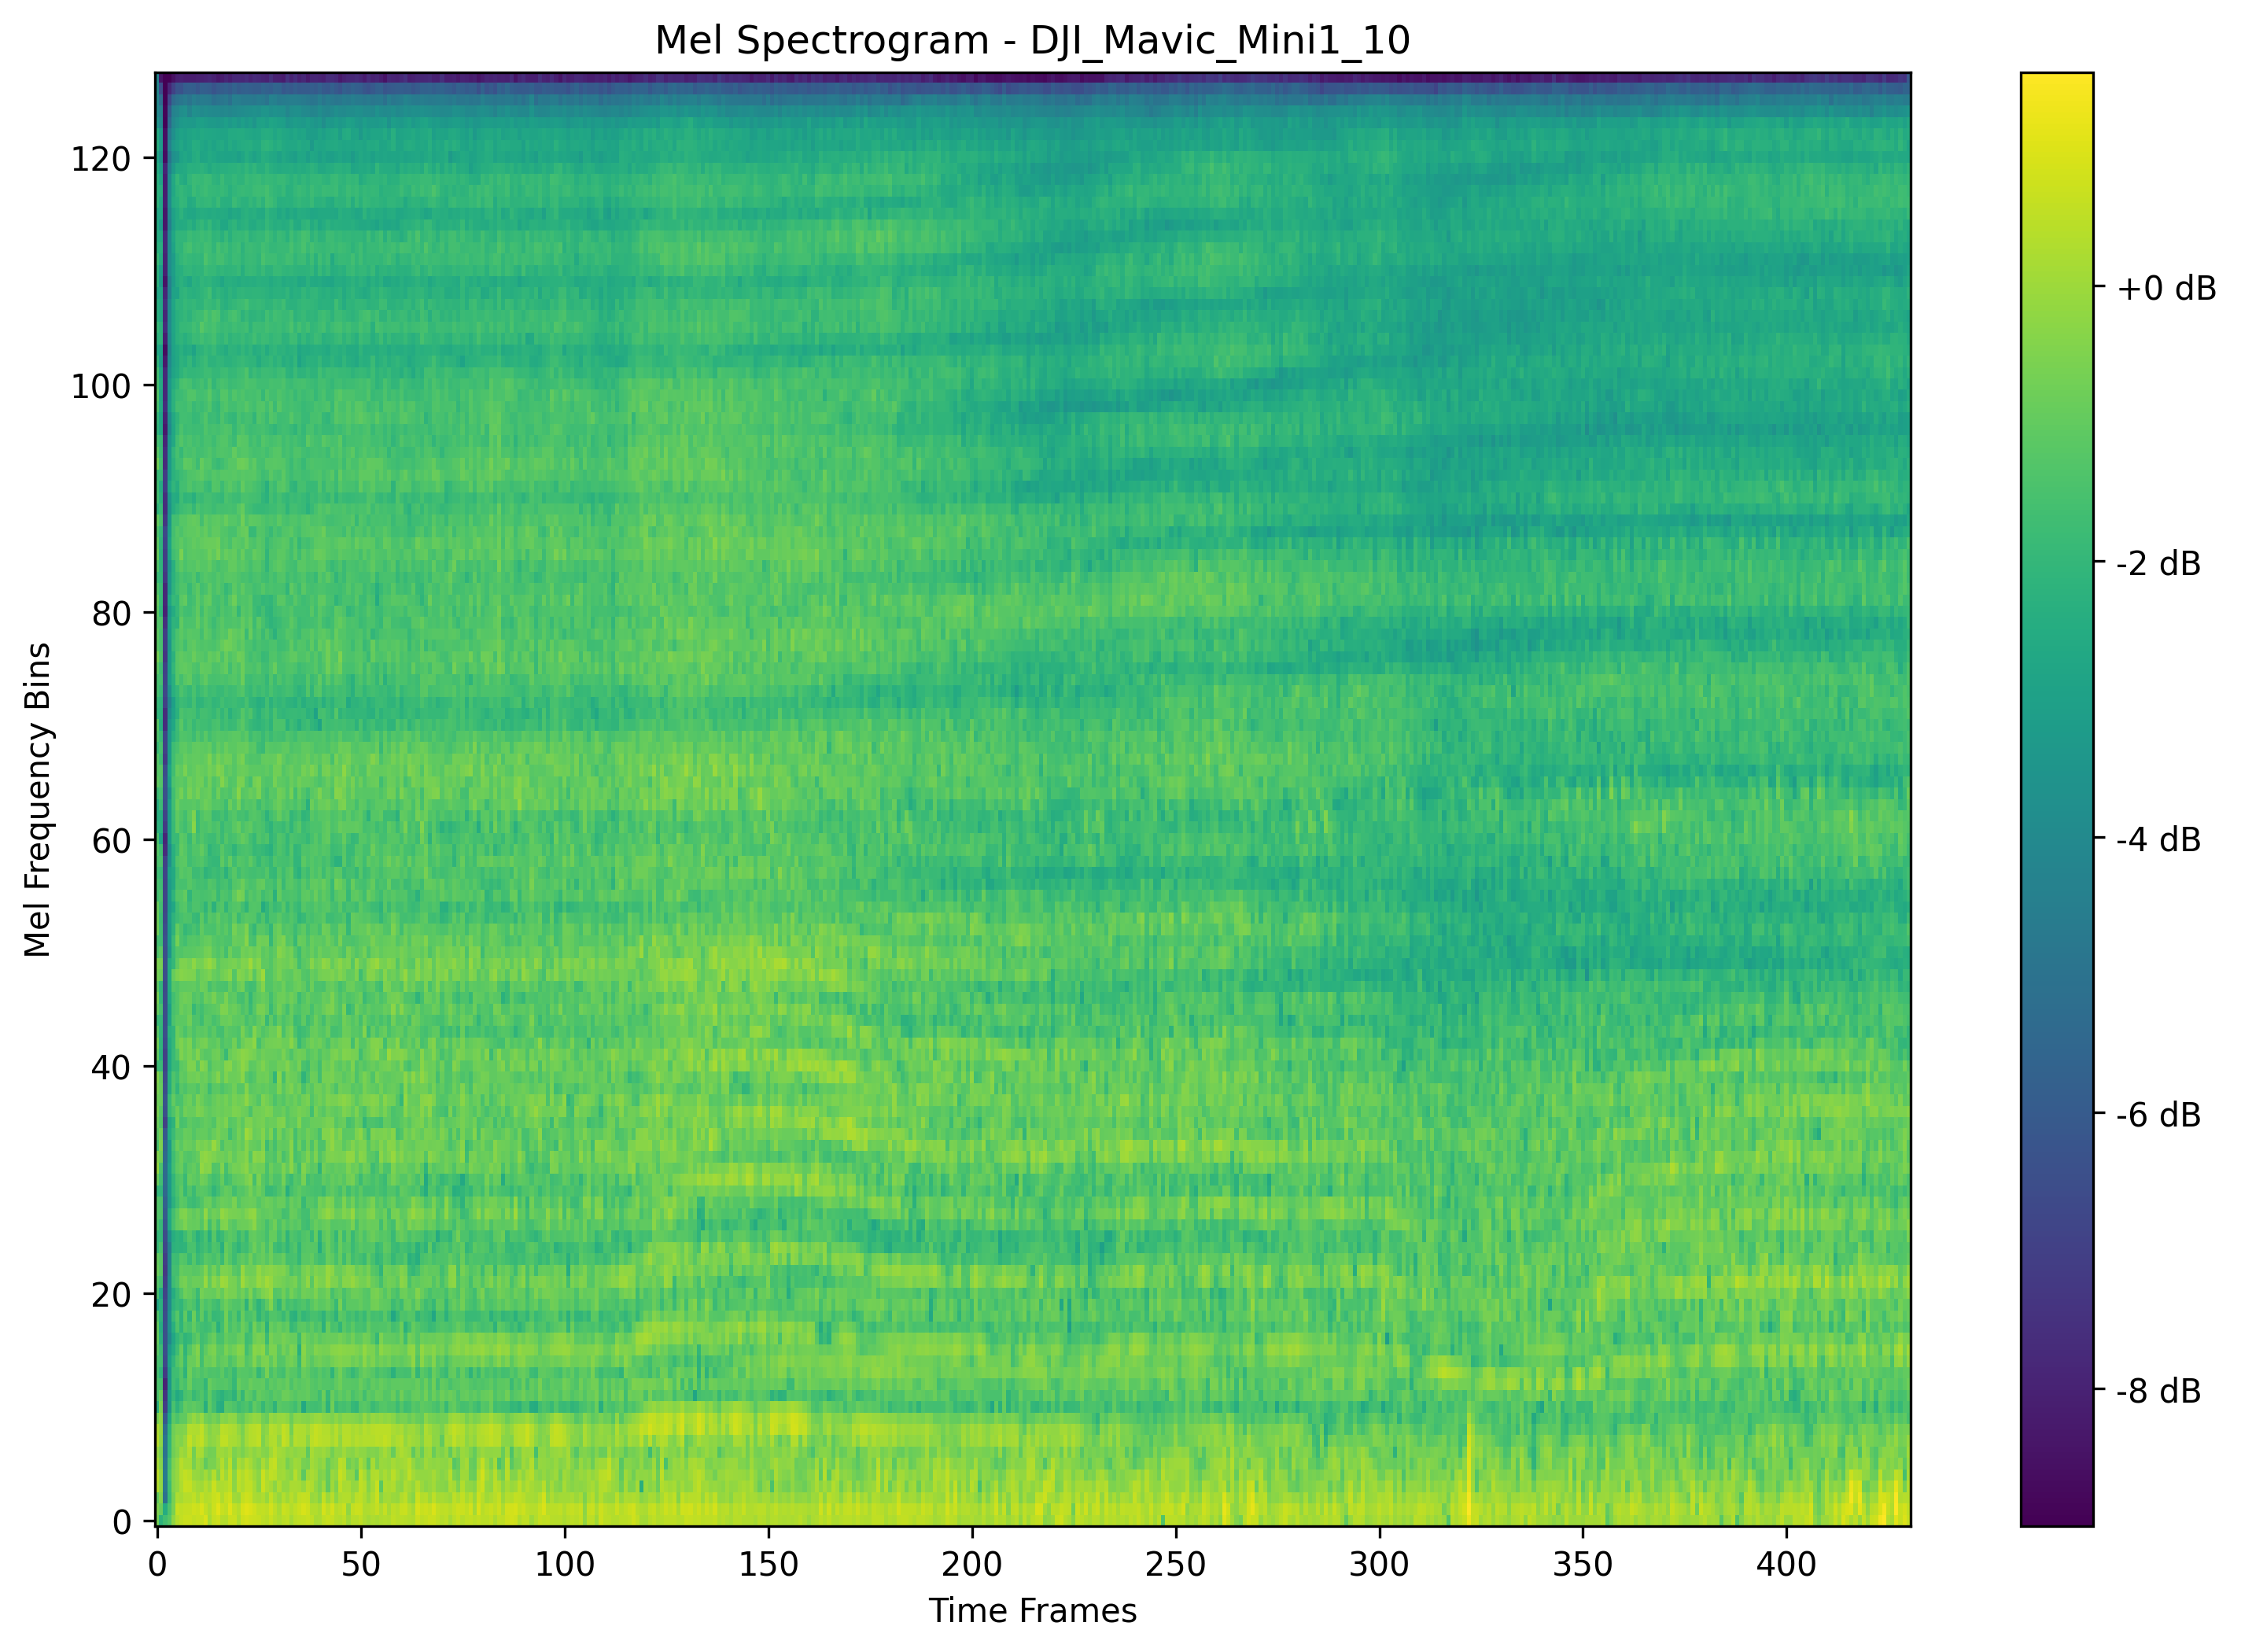 Mel Spectrogram - DJI_Mavic_Mini1_10
Mel Frequency Bins
120
100
80
60
40
20
0
0 50 100 150 200 250 300 350 400
Time Frames
+0 dB
-2 dB
-4 dB
-6 dB
-8 dB